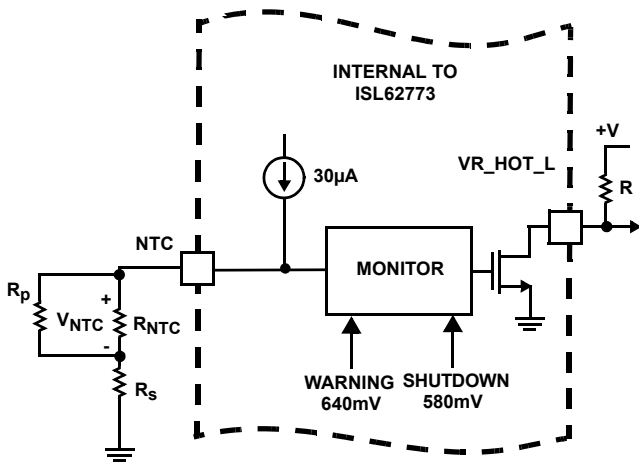 INTERNAL TO
ISL62773
+V
VR_HOT_L
R
30µA
NTC
MONITOR
Rp
+
VNTC
RNTC
-
Rs
WARNING
640mV
SHUTDOWN
580mV